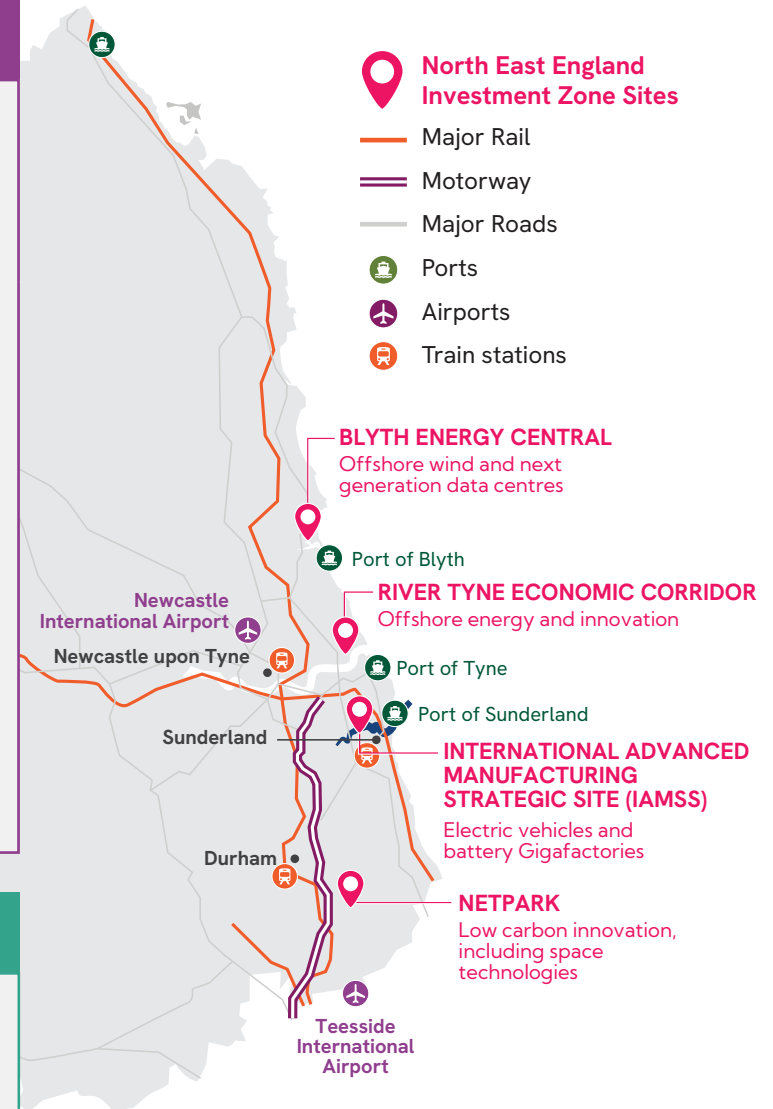 North East England
Investment Zone Sites
Major Rail
Motorway
Major Roads
Ports
Airports
Train stations
BLYTH ENERGY CENTRAL
Offshore wind and next
generation data centres
Port of Blyth
RIVER TYNE ECONOMIC CORRIDOR
Offshore energy and innovation
Newcastle
International Airport
Newcastle upon Tyne
Port of Tyne
Port of Sunderland
Sunderland
INTERNATIONAL ADVANCED
MANUFACTURING
STRATEGIC SITE (IAMSS)
Electric vehicles and
battery Gigafactories
Durham
NETPARK
Low carbon innovation,
including space
technologies
Teesside
International
Airport